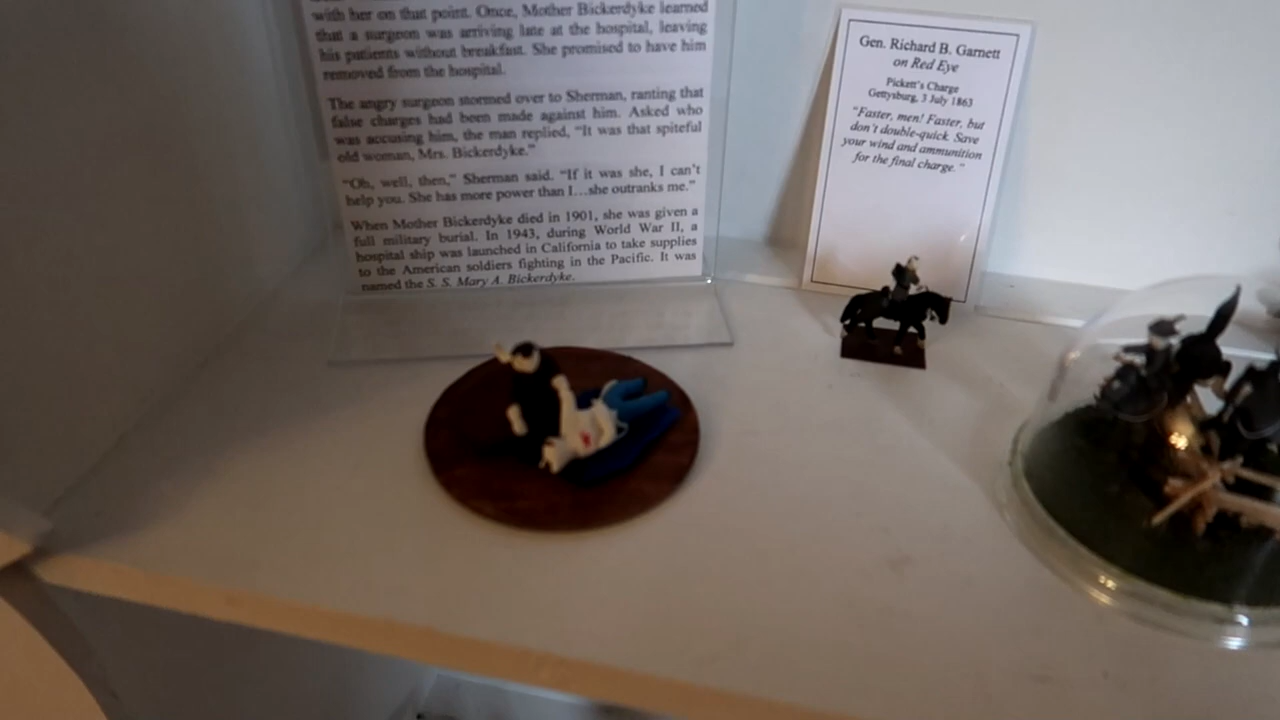 with her on that point. Once, Mother Bickerdyke learned
that a surgeon was arriving late at the hospital, leaving
his patients without breakfast. She promised to have him
removed from the hospital.
The angry surgeon stormed over to Sherman, ranting that
false charges had been made against him. Asked who
was accusing him, the man replied, "It was that spiteful
old woman, Mrs. Bickerdyke."
"Oh, well, then," Sherman said. "If it was she, I can't
help you. She has more power than I…she outranks me."
When Mother Bickerdyke died in 1901, she was given a
full military burial. In 1943, during World War II, a
hospital ship was launched in California to take supplies
to the American soldiers fighting in the Pacific. It was
named the S. S. Mary A. Bickerdyke.
Gen. Richard B. Garnett
on Red Eye
Pickett's Charge
Gettysburg, 3 July 1863
"Faster, men! Faster, but
don't double-quick. Save
your wind and ammunition
for the final charge."